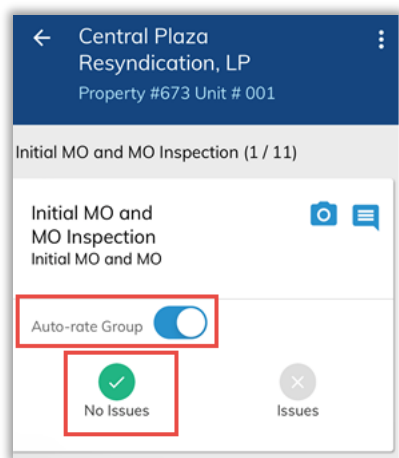 Central Plaza
Resyndication, LP
Property #673 Unit # 001
Initial MO and MO Inspection (1 / 11)
Initial MO and
MO Inspection
Initial MO and MO
Auto-rate Group
No Issues
Issues